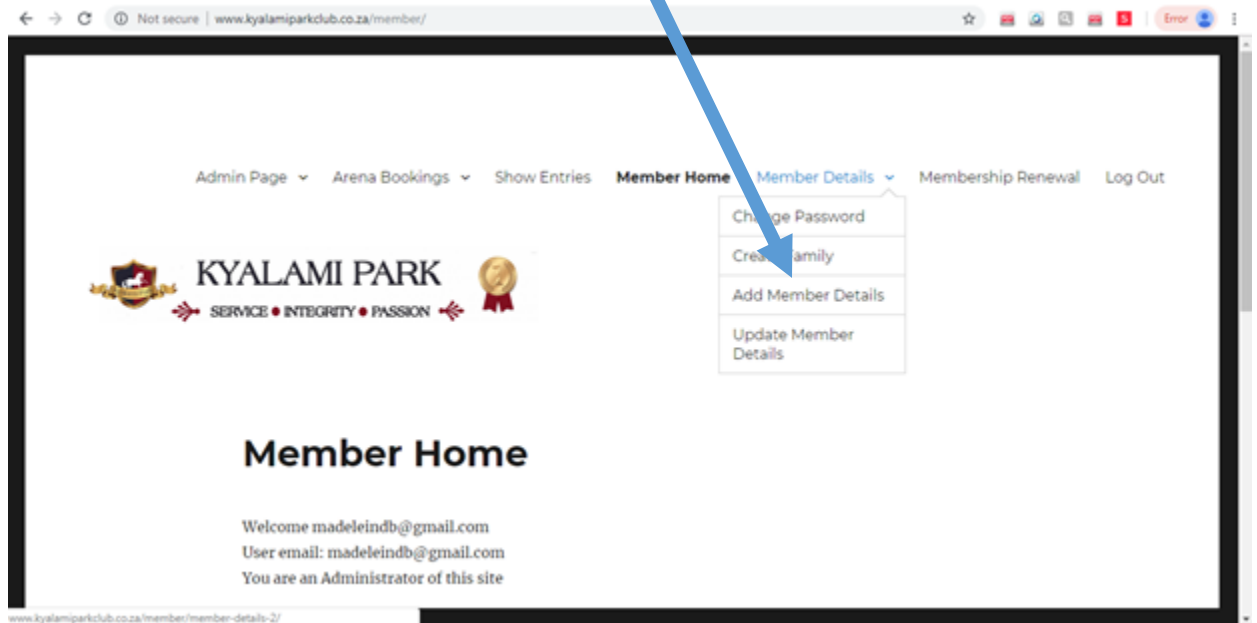 Not secure | www.kyalamiparkclub.co.za/member/
Error
Admin Page Arena Bookings Show Entries Member Home Member Details Membership Renewal Log Out
Change Password
Create Family
Add Member Details
Update Member
Details
KYALAMI PARK
SERVICE • INTEGRITY • PASSION
Member Home
Welcome madeleindb@gmail.com
User email: madeleindb@gmail.com
You are an Administrator of this site
www.kyalamiparkclub.co.za/member/member-details-2/